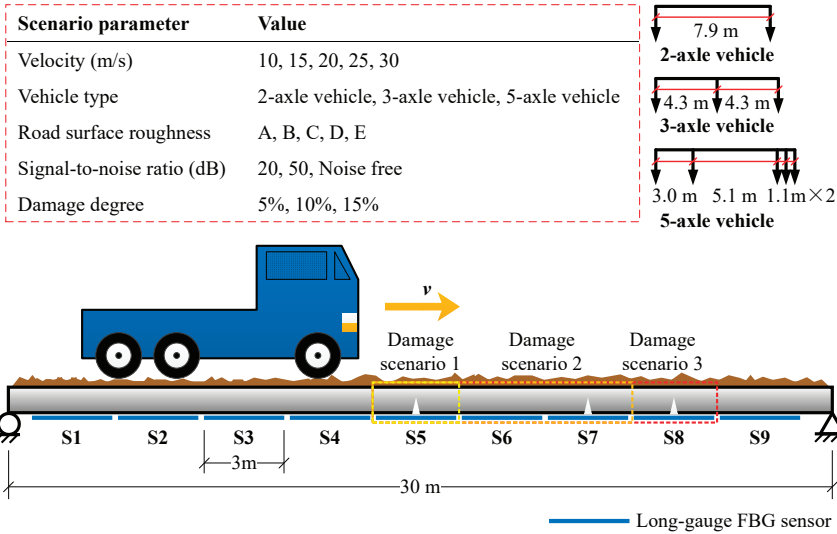 Scenario parameter Value
Velocity (m/s) 10, 15, 20, 25, 30
Vehicle type 2-axle vehicle, 3-axle vehicle, 5-axle vehicle
Road surface roughness A, B, C, D, E
Signal-to-noise ratio (dB) 20, 50, Noise free
Damage degree 5%, 10%, 15%
7.9 m
2-axle vehicle
4.3 m 4.3 m
3-axle vehicle
3.0 m 5.1 m 1.1m×2
5-axle vehicle
v
Damage scenario 1
Damage scenario 2
Damage scenario 3
S1 S2 S3 S4 S5 S6 S7 S8 S9
3m
30 m
Long-gauge FBG sensor